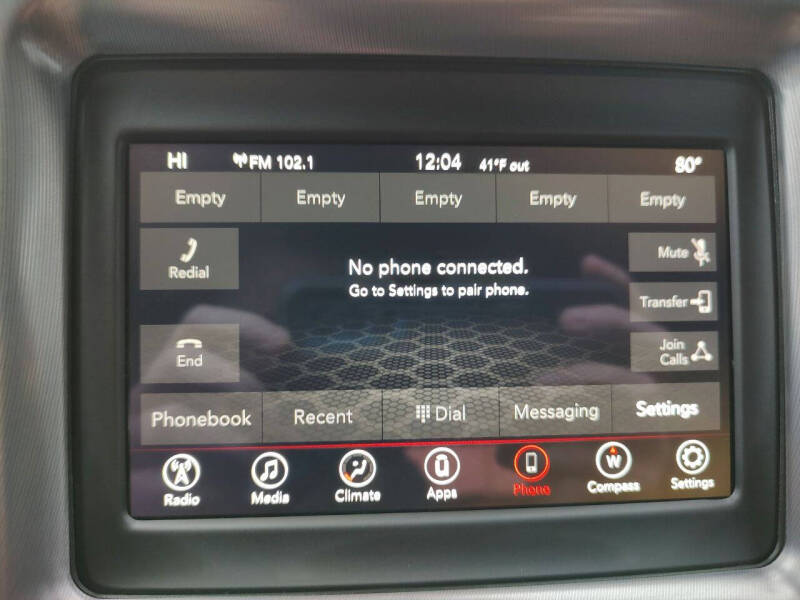 HI FM 102.1 12:04 41°F out 80°
Empty Empty Empty Empty Empty
Redial
No phone connected.
Go to Settings to pair phone.
Mute
Transfer
End
Join
Calls
Phonebook Recent Dial Messaging Settings
Radio Media Climate Apps Phone W Compass Settings